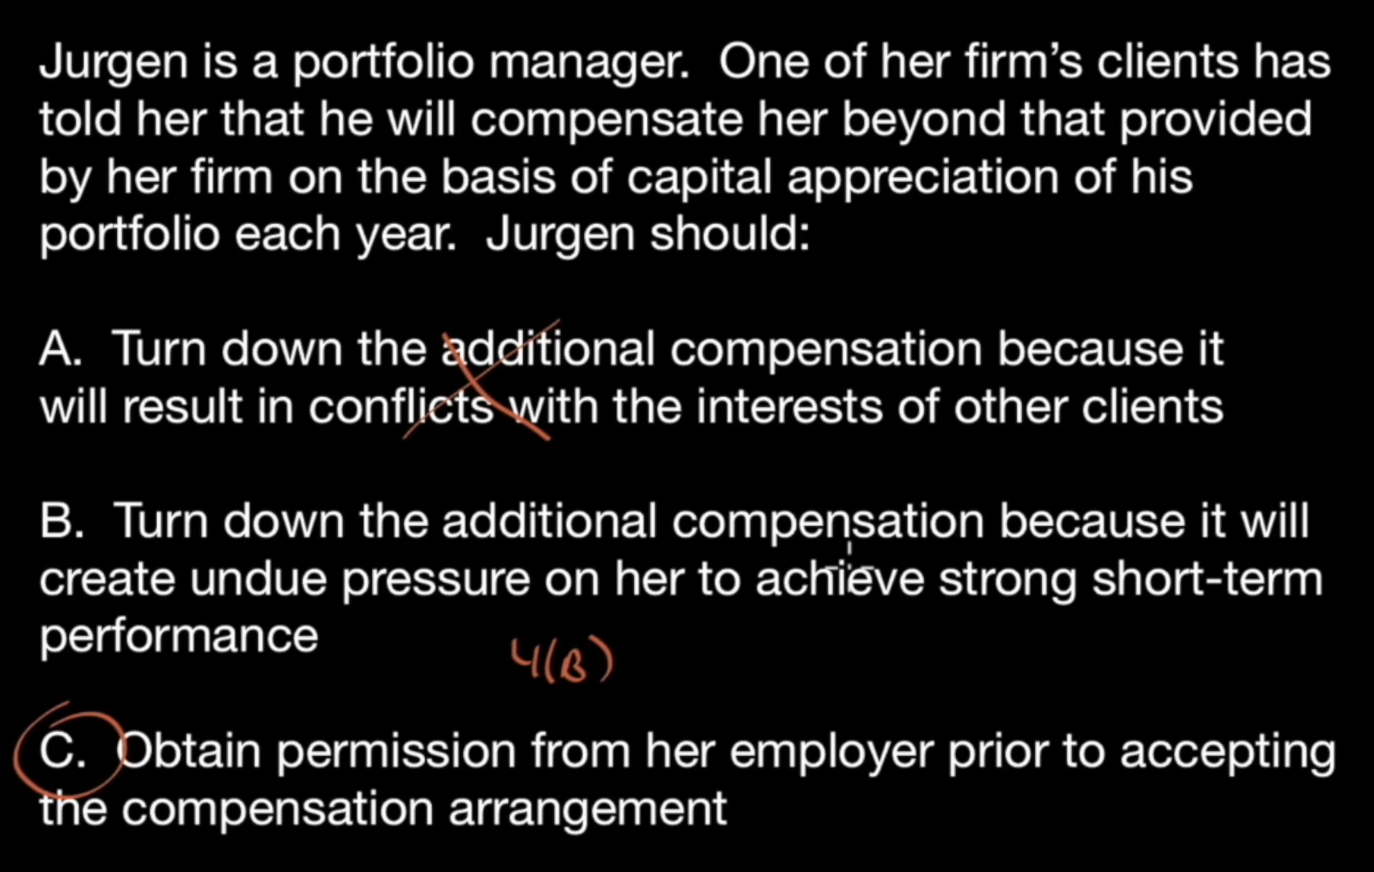 Jurgen is a portfolio manager.  One of her firm's clients has
told her that he will compensate her beyond that provided
by her firm on the basis of capital appreciation of his
portfolio each year.  Jurgen should:
A.  Turn down the additional compensation because it
will result in conflicts with the interests of other clients
B.  Turn down the additional compensation because it will
create undue pressure on her to achieve strong short-term
performance
4(B)
C.  Obtain permission from her employer prior to accepting
the compensation arrangement